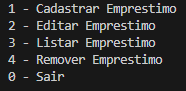 1 - Cadastrar Emprestimo
2 - Editar Emprestimo
3 - Listar Emprestimo
4 - Remover Emprestimo
0 - Sair